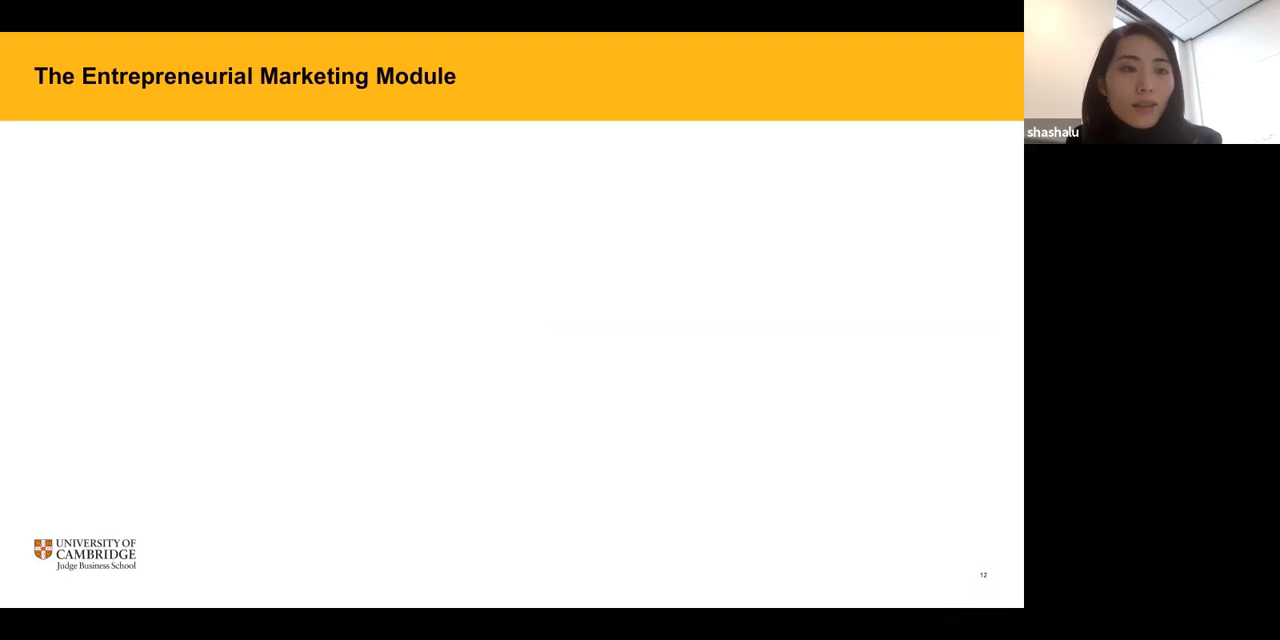 The Entrepreneurial Marketing Module
shashalu
UNIVERSITY OF
CAMBRIDGE
Judge Business School
12